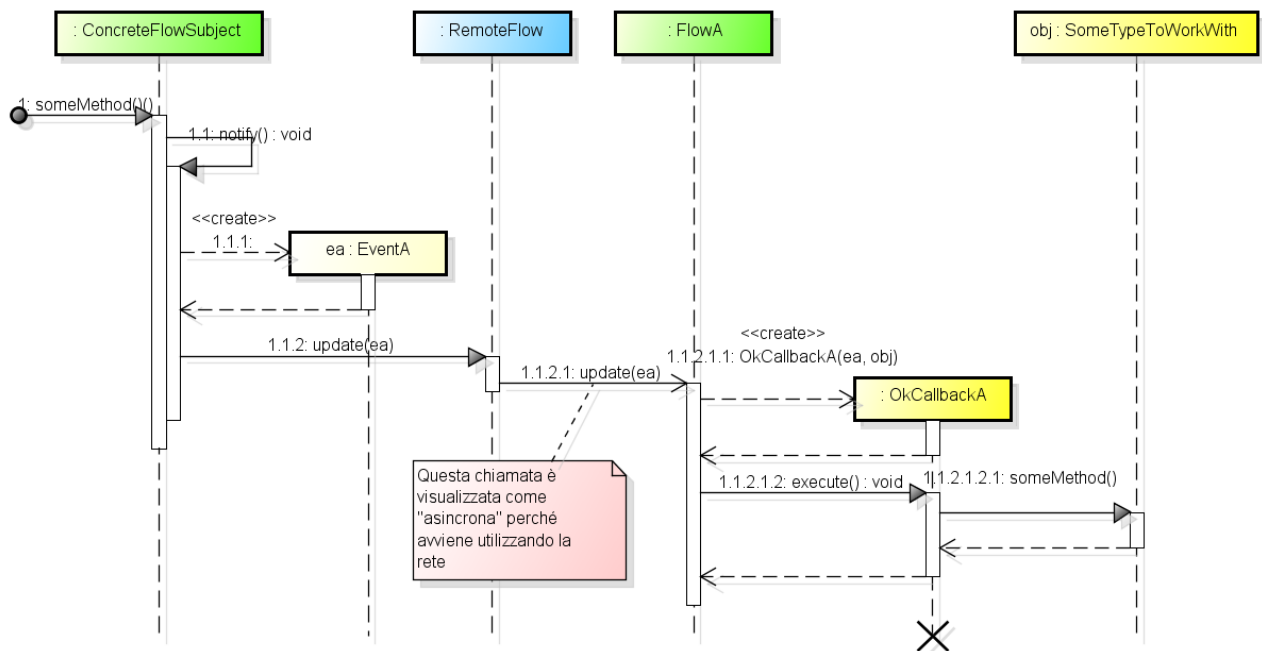 : ConcreteFlowSubject
: RemoteFlow
: FlowA
obj : SomeTypeToWorkWith
1: someMethod()()
1.1: notify() : void
<<create>>
1.1.1:
ea : EventA
1.1.2: update(ea)
1.1.2.1: update(ea)
<<create>>
1.1.2.1.1: OkCallbackA(ea, obj)
: OkCallbackA
Questa chiamata è
visualizzata come
"asincrona" perché
avviene utilizzando la
rete
1.1.2.1.2: execute() : void
1.1.2.1.2.1: someMethod()